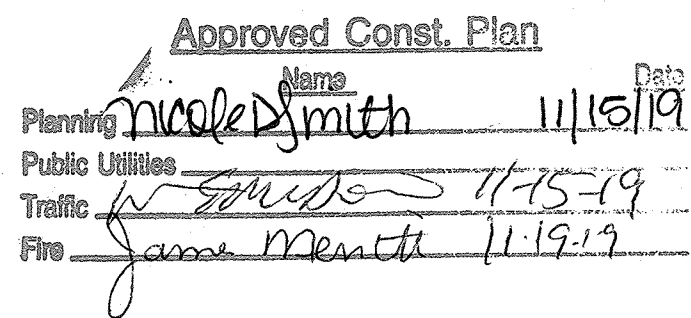 Approved Const. Plan
Name Date
Planning Nicole D Smith 11/15/19
Public Utilities
Traffic 11-15-19
Fire 11.19.19